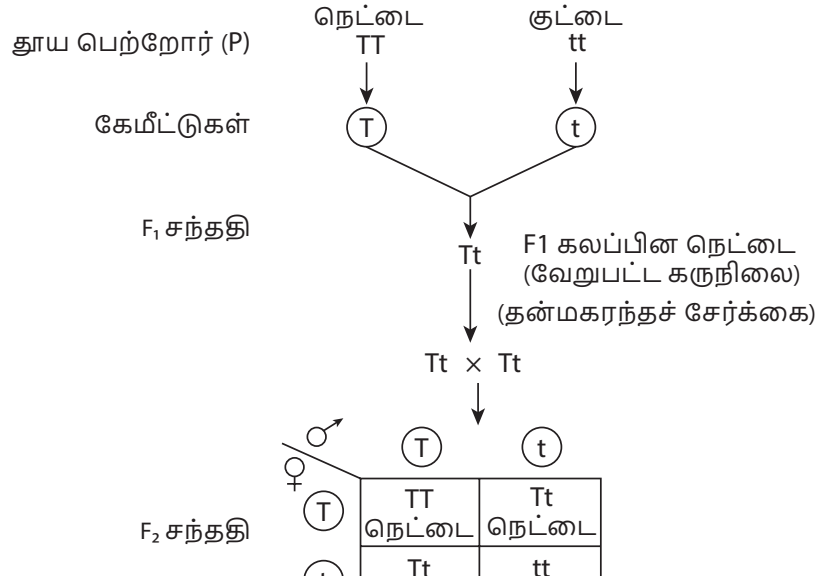 நெட்டை குட்டை
தூய பெற்றோர் (P) TT tt
கேமீட்டுகள் T t
F₁ சந்ததி
Tt F1 கலப்பின நெட்டை
(வேறுபட்ட கருநிலை)
(தன்மகரந்தச் சேர்க்கை)
Tt × Tt
♂ T t
♀
T TT Tt
நெட்டை நெட்டை
F₂ சந்ததி
t Tt tt